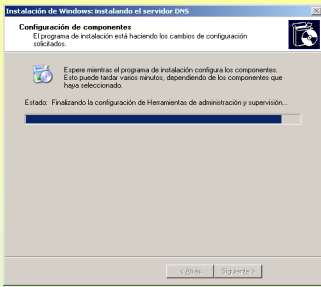 Instalación de Windows: instalando el servidor DNS
Configuración de componentes
El programa de instalación está haciendo los cambios de configuración
solicitados.
Espere mientras el programa de instalación configura los componentes.
Esto puede tardar varios minutos, dependiendo de los componentes que
haya seleccionado.
Estado: Finalizando la configuración de Herramientas de administración y supervisión...
< Atrás Siguiente >